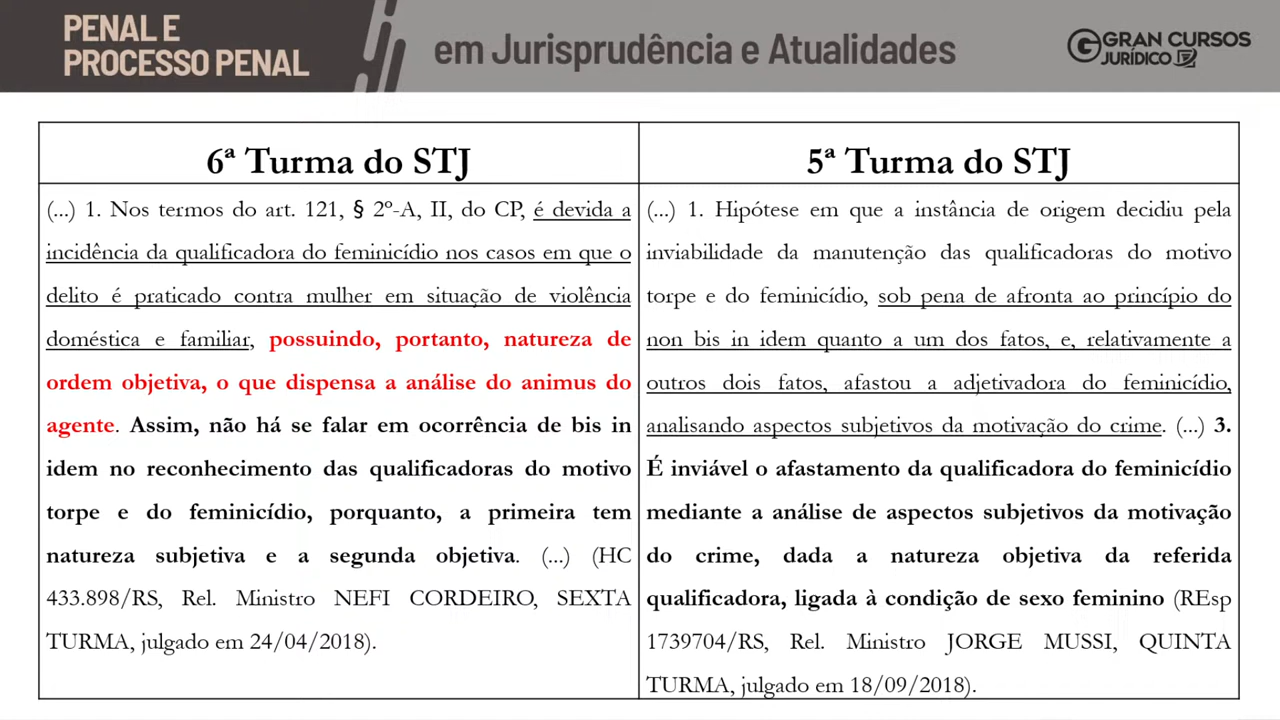 PENAL E
PROCESSO PENAL
em Jurisprudência e Atualidades
GRAN CURSOS
JURÍDICO
6ª Turma do STJ
(...) 1. Nos termos do art. 121, § 2º-A, II, do CP, é devida a
incidência da qualificadora do feminicídio nos casos em que o
delito é praticado contra mulher em situação de violência
doméstica e familiar, possuindo, portanto, natureza de
ordem objetiva, o que dispensa a análise do animus do
agente. Assim, não há se falar em ocorrência de bis in
idem no reconhecimento das qualificadoras do motivo
torpe e do feminicídio, porquanto, a primeira tem
natureza subjetiva e a segunda objetiva. (...) (HC
433.898/RS, Rel. Ministro NEFI CORDEIRO, SEXTA
TURMA, julgado em 24/04/2018).
5ª Turma do STJ
(...) 1. Hipótese em que a instância de origem decidiu pela
inviabilidade da manutenção das qualificadoras do motivo
torpe e do feminicídio, sob pena de afronta ao princípio do
non bis in idem quanto a um dos fatos, e, relativamente a
outros dois fatos, afastou a adjetivadora do feminicídio,
analisando aspectos subjetivos da motivação do crime. (...) 3.
É inviável o afastamento da qualificadora do feminicídio
mediante a análise de aspectos subjetivos da motivação
do crime, dada a natureza objetiva da referida
qualificadora, ligada à condição de sexo feminino (REsp
1739704/RS, Rel. Ministro JORGE MUSSI, QUINTA
TURMA, julgado em 18/09/2018).